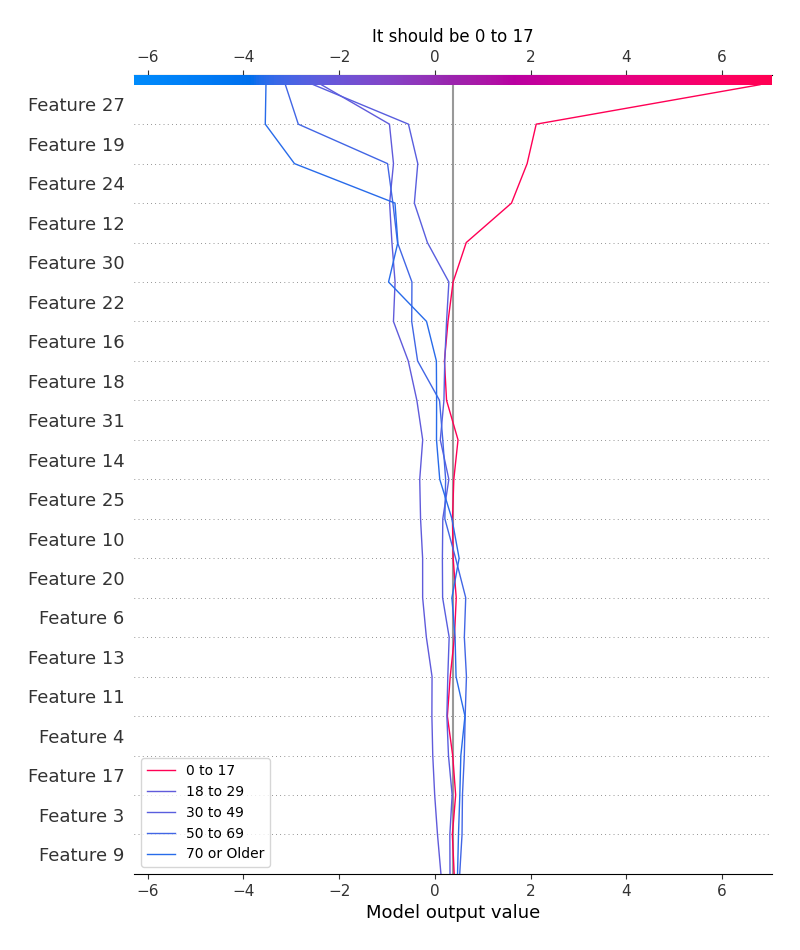 It should be 0 to 17
−6 −4 −2 0 2 4 6
Feature 27
Feature 19
Feature 24
Feature 12
Feature 30
Feature 22
Feature 16
Feature 18
Feature 31
Feature 14
Feature 25
Feature 10
Feature 20
Feature 6
Feature 13
Feature 11
Feature 4
Feature 17
Feature 3
Feature 9
0 to 17
18 to 29
30 to 49
50 to 69
70 or Older
−6 −4 −2 0 2 4 6
Model output value